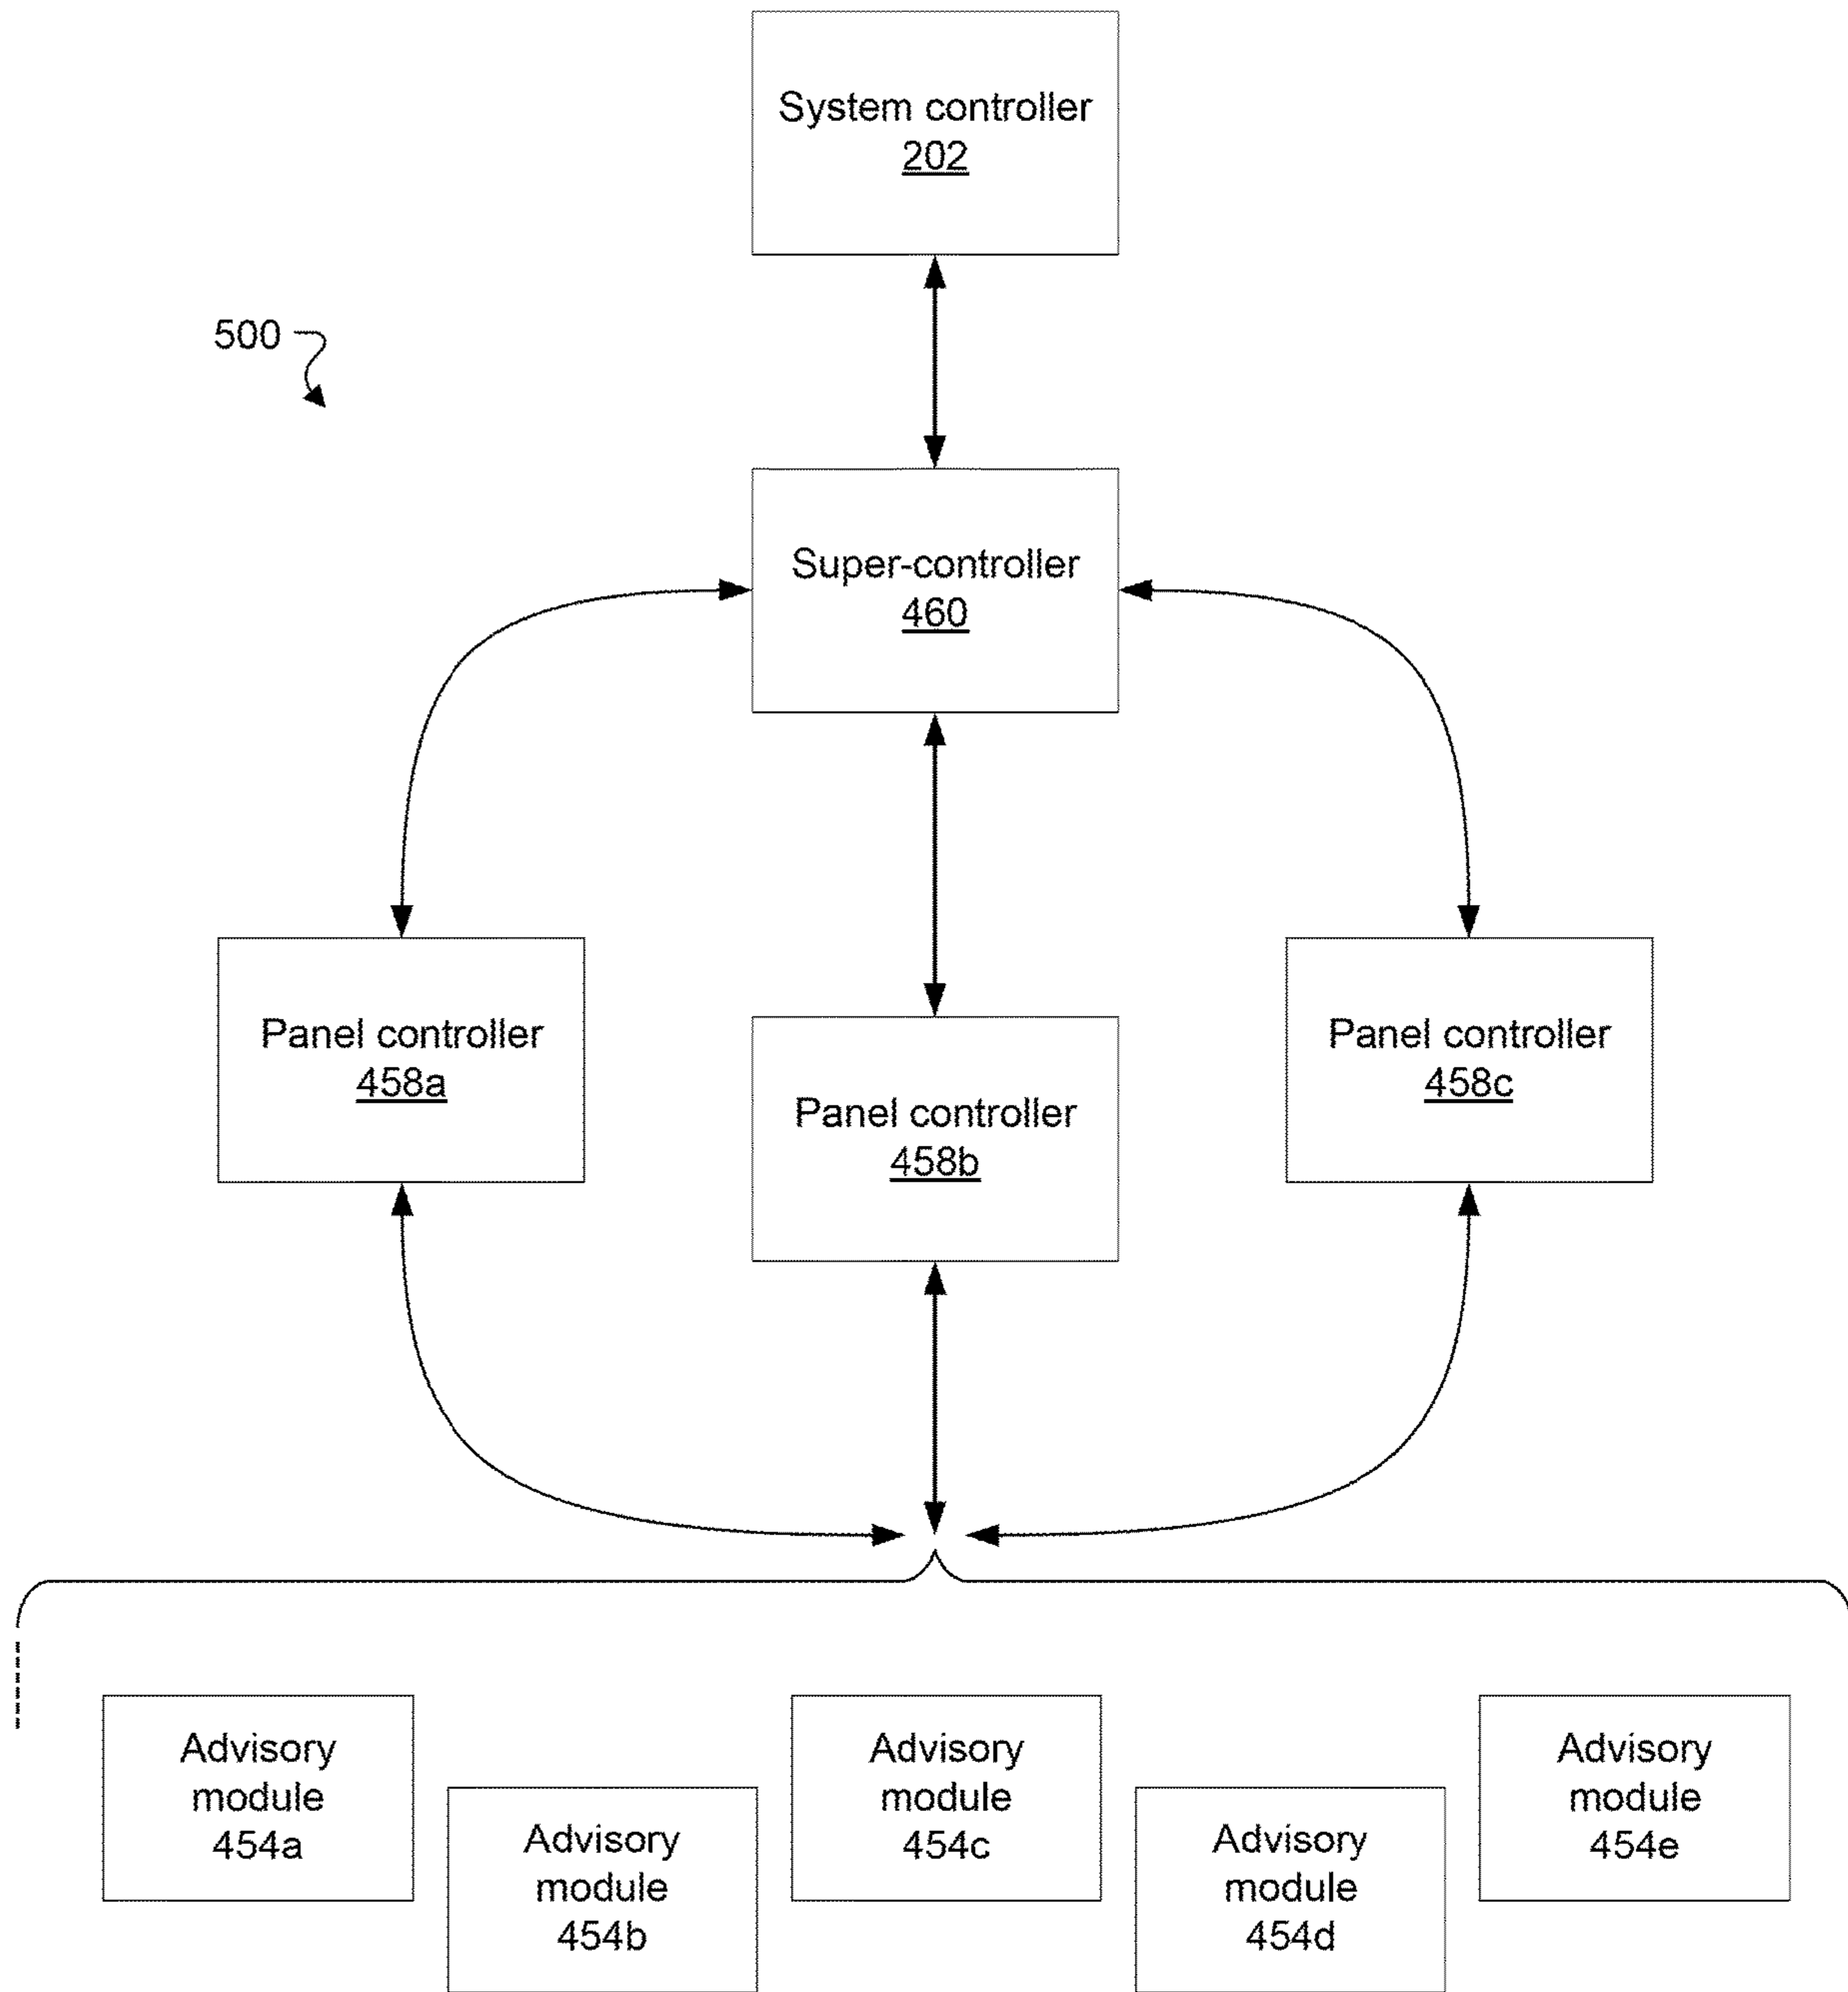 System controller
202
500
Super-controller
460
Panel controller
458a
Panel controller
458b
Panel controller
458c
Advisory
module
454a
Advisory
module
454b
Advisory
module
454c
Advisory
module
454d
Advisory
module
454e